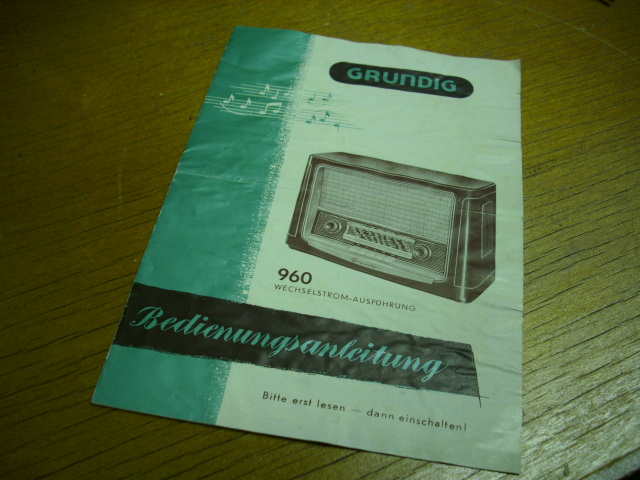 GRUNDIG
960
WECHSELSTROM-AUSFÜHRUNG
Bedienungsanleitung
Bitte erst lesen — dann einschalten!